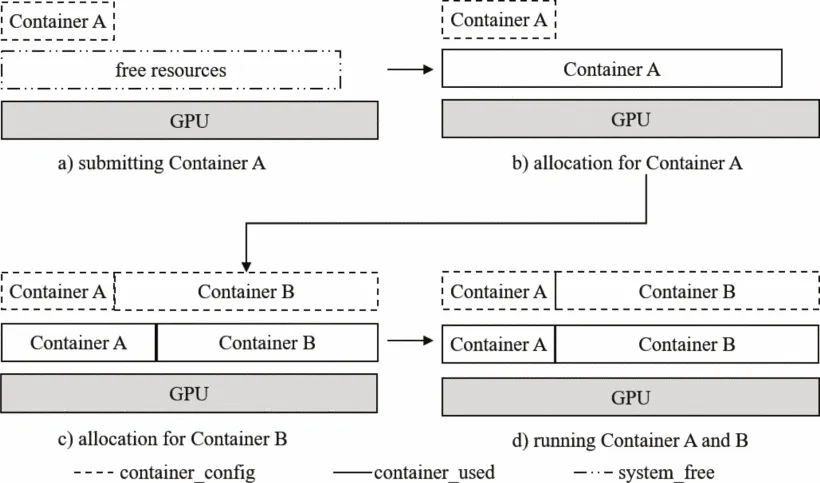 Container A
free resources
GPU
a) submitting Container A
Container A
Container A
GPU
b) allocation for Container A
Container A Container B
Container A Container B
GPU
c) allocation for Container B
Container A Container B
Container A Container B
GPU
d) running Container A and B
container_config container_used system_free